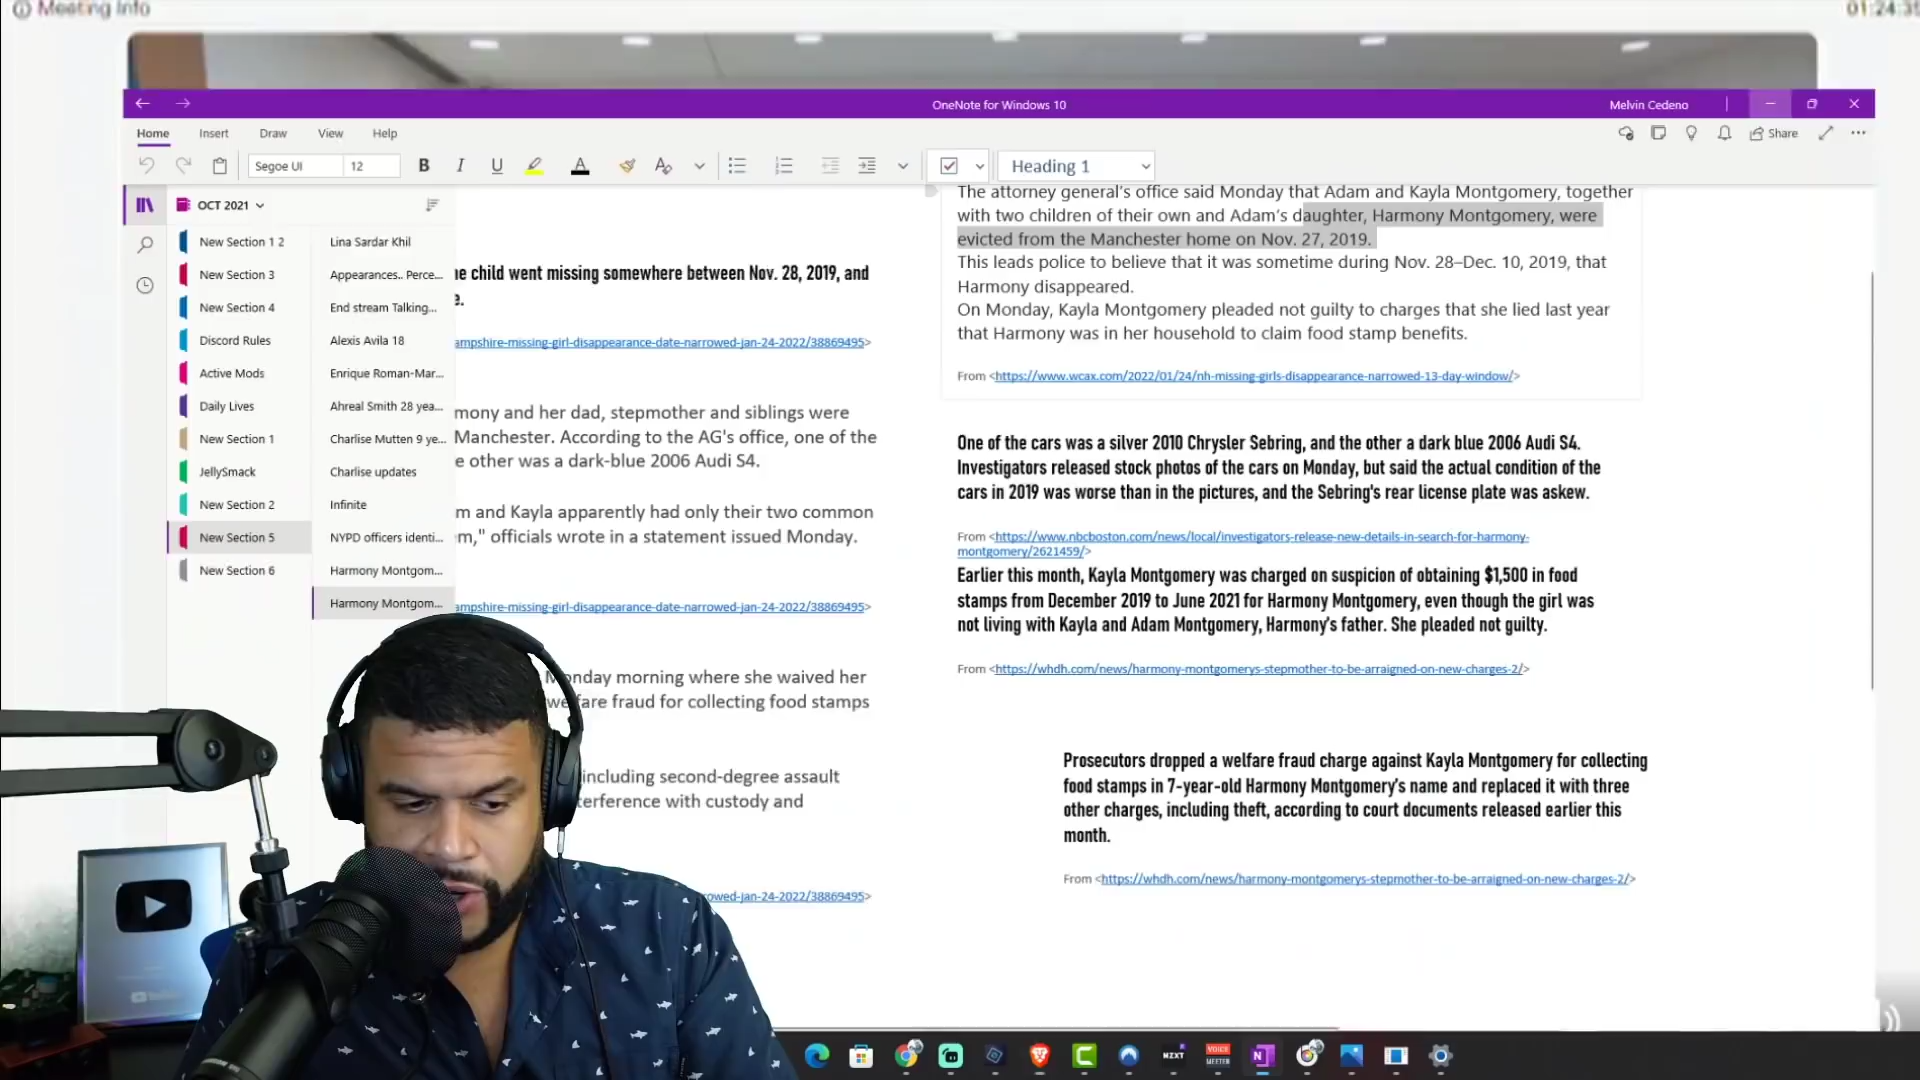 Meeting Info
01:24:35
OneNote for Windows 10
Melvin Cedeno
Home
Insert
Draw
View
Help
Share
Segoe UI
12
B
I
U
A
Heading 1
OCT 2021
New Section 1 2
New Section 3
New Section 4
Discord Rules
Active Mods
Daily Lives
New Section 1
JellySmack
New Section 2
New Section 5
New Section 6
Lina Sardar Khil
Appearances.. Perce...
End stream Talking...
Alexis Avila 18
Enrique Roman-Mar...
Ahreal Smith 28 yea...
Charlise Mutten 9 ye...
Charlise updates
Infinite
NYPD officers identi...
Harmony Montgom...
Harmony Montgom...
e child went missing somewhere between Nov. 28, 2019, and
e.
ampshire-missing-girl-disappearance-date-narrowed-jan-24-2022/38869495>
mony and her dad, stepmother and siblings were
Manchester. According to the AG's office, one of the
e other was a dark-blue 2006 Audi S4.
m and Kayla apparently had only their two common
m," officials wrote in a statement issued Monday.
ampshire-missing-girl-disappearance-date-narrowed-jan-24-2022/38869495>
Monday morning where she waived her
welfare fraud for collecting food stamps
including second-degree assault
terference with custody and
rowed-jan-24-2022/38869495>
The attorney general's office said Monday that Adam and Kayla Montgomery, together
with two children of their own and Adam's daughter, Harmony Montgomery, were
evicted from the Manchester home on Nov. 27, 2019.
This leads police to believe that it was sometime during Nov. 28–Dec. 10, 2019, that
Harmony disappeared.
On Monday, Kayla Montgomery pleaded not guilty to charges that she lied last year
that Harmony was in her household to claim food stamp benefits.
From <https://www.wcax.com/2022/01/24/nh-missing-girls-disappearance-narrowed-13-day-window/>
One of the cars was a silver 2010 Chrysler Sebring, and the other a dark blue 2006 Audi S4.
Investigators released stock photos of the cars on Monday, but said the actual condition of the
cars in 2019 was worse than in the pictures, and the Sebring's rear license plate was askew.
From <https://www.nbcboston.com/news/local/investigators-release-new-details-in-search-for-harmony-
montgomery/2621459/>
Earlier this month, Kayla Montgomery was charged on suspicion of obtaining $1,500 in food
stamps from December 2019 to June 2021 for Harmony Montgomery, even though the girl was
not living with Kayla and Adam Montgomery, Harmony's father. She pleaded not guilty.
From <https://whdh.com/news/harmony-montgomerys-stepmother-to-be-arraigned-on-new-charges-2/>
Prosecutors dropped a welfare fraud charge against Kayla Montgomery for collecting
food stamps in 7-year-old Harmony Montgomery's name and replaced it with three
other charges, including theft, according to court documents released earlier this
month.
From <https://whdh.com/news/harmony-montgomerys-stepmother-to-be-arraigned-on-new-charges-2/>
NZXT
VOICE
MEETER
N